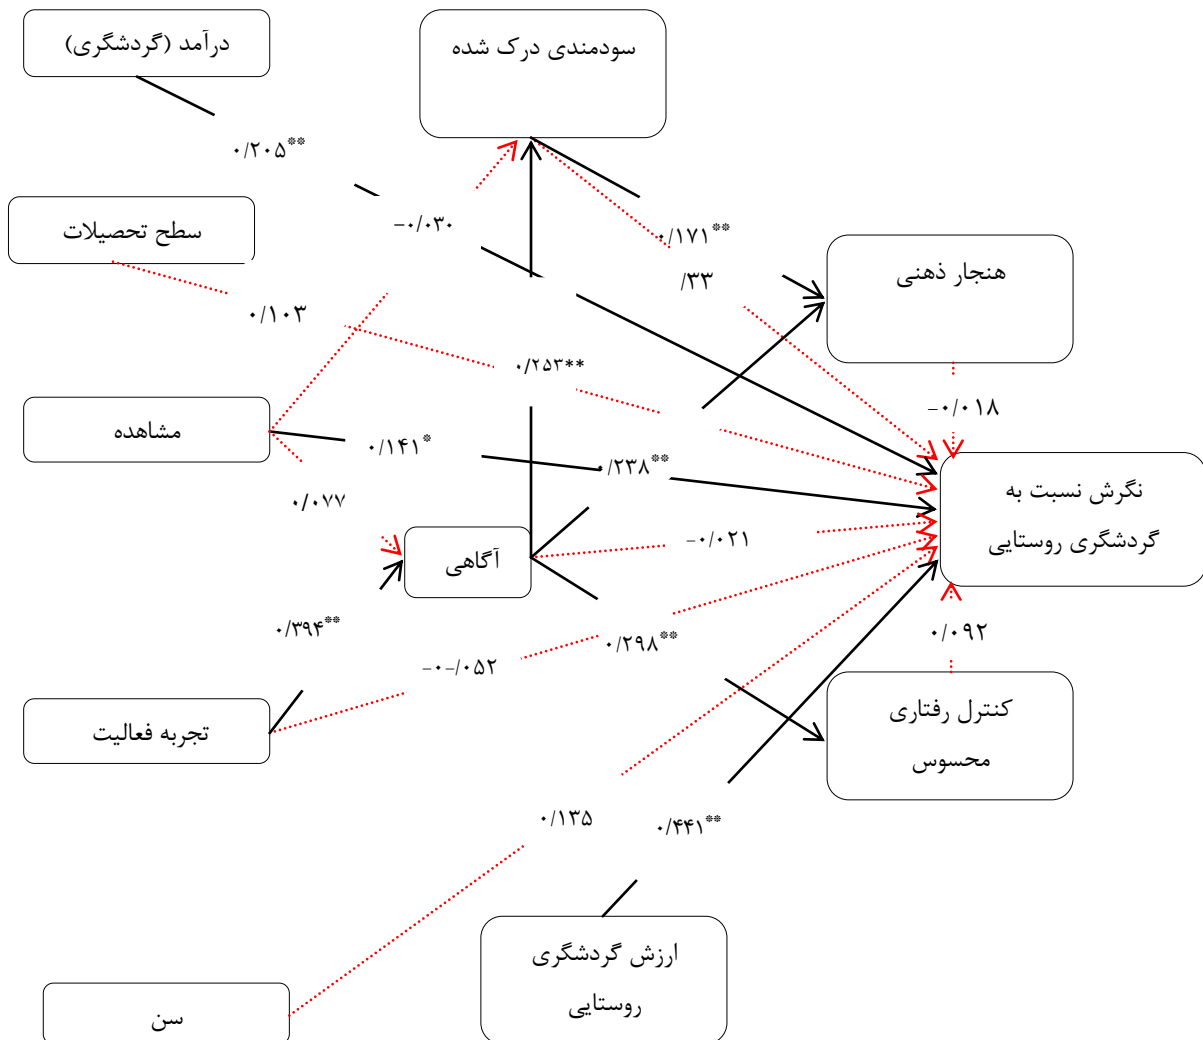 درآمد (گردشگری)
سودمندی درک شده
۰/۲۰۵**
سطح تحصیلات
-۰/۰۳۰
۰/۱۷۱**
هنجار ذهنی
/۳۳
۰/۱۰۳
۰/۲۵۳**
-۰/۰۱۸
مشاهده
۰/۱۴۱*
۰/۲۳۸**
نگرش نسبت به
گردشگری روستایی
۰/۰۷۷
-۰/۰۲۱
آگاهی
۰/۳۹۴**
۰/۲۹۸**
۰/۰۹۲
-۰-/۰۵۲
تجربه فعالیت
کنترل رفتاری
محسوس
۰/۱۳۵
۰/۴۴۱**
ارزش گردشگری
روستایی
سن